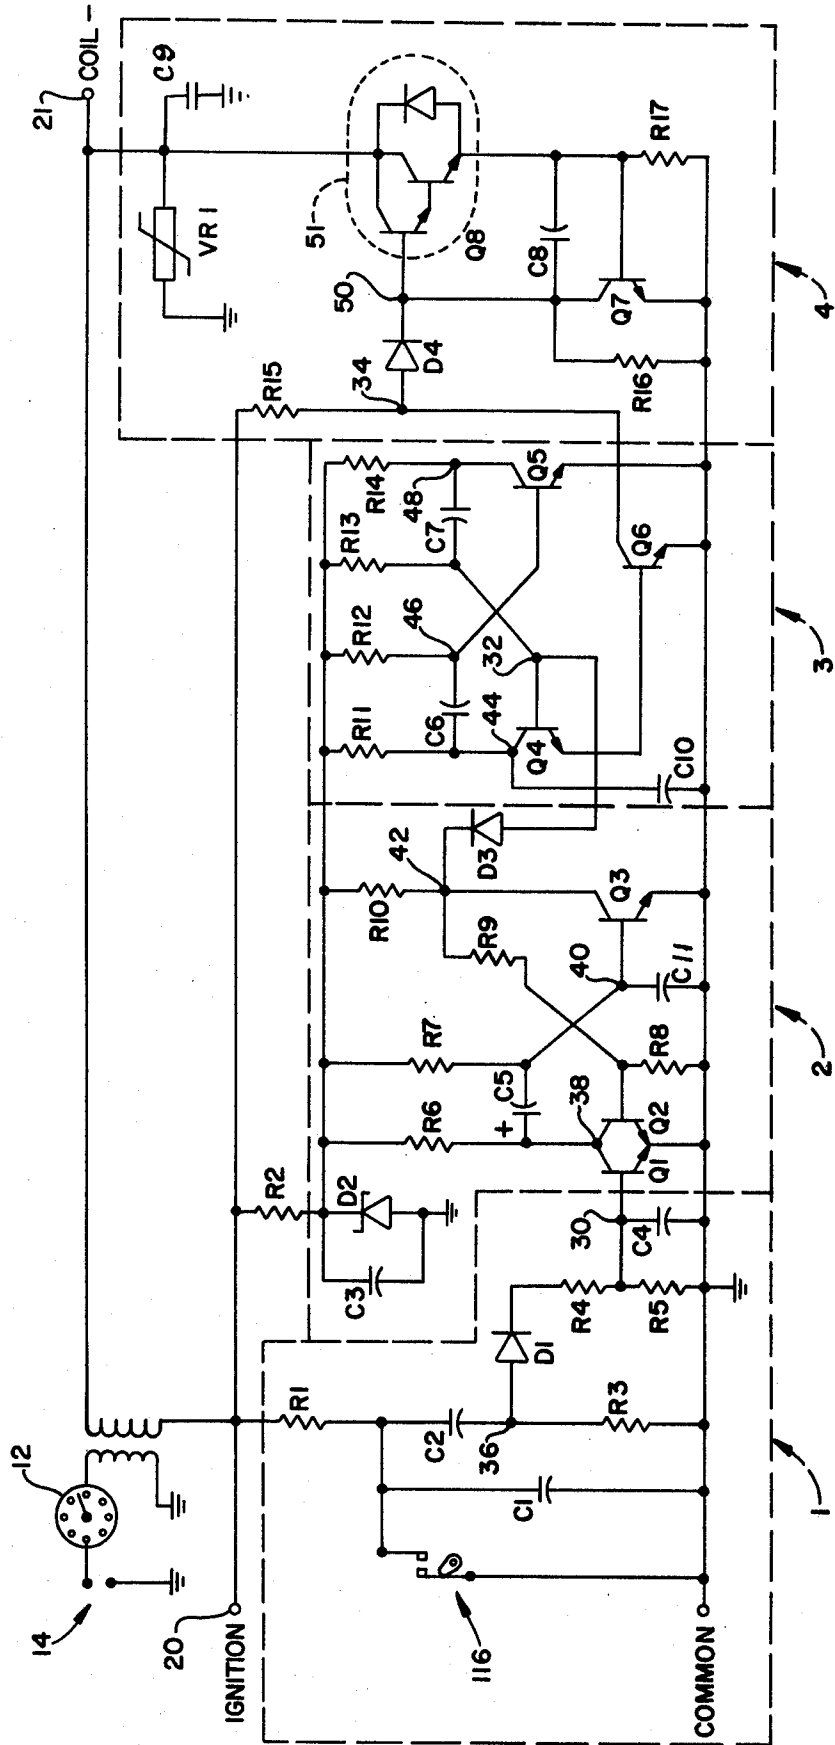 14
12
20
IGNITION
116
COMMON
1
R1
C1
C2
36
R3
D1
R4
R5
30
C4
C3
D2
R2
R6
+
C5
38
Q1
Q2
R7
R8
R9
40
C11
R10
42
Q3
D3
2
R11
C6
44
Q4
C10
R12
46
32
R13
C7
R14
48
Q5
Q6
3
R15
34
D4
50
R16
Q7
C8
Q8
51
R17
VR1
C9
21
COIL -
4